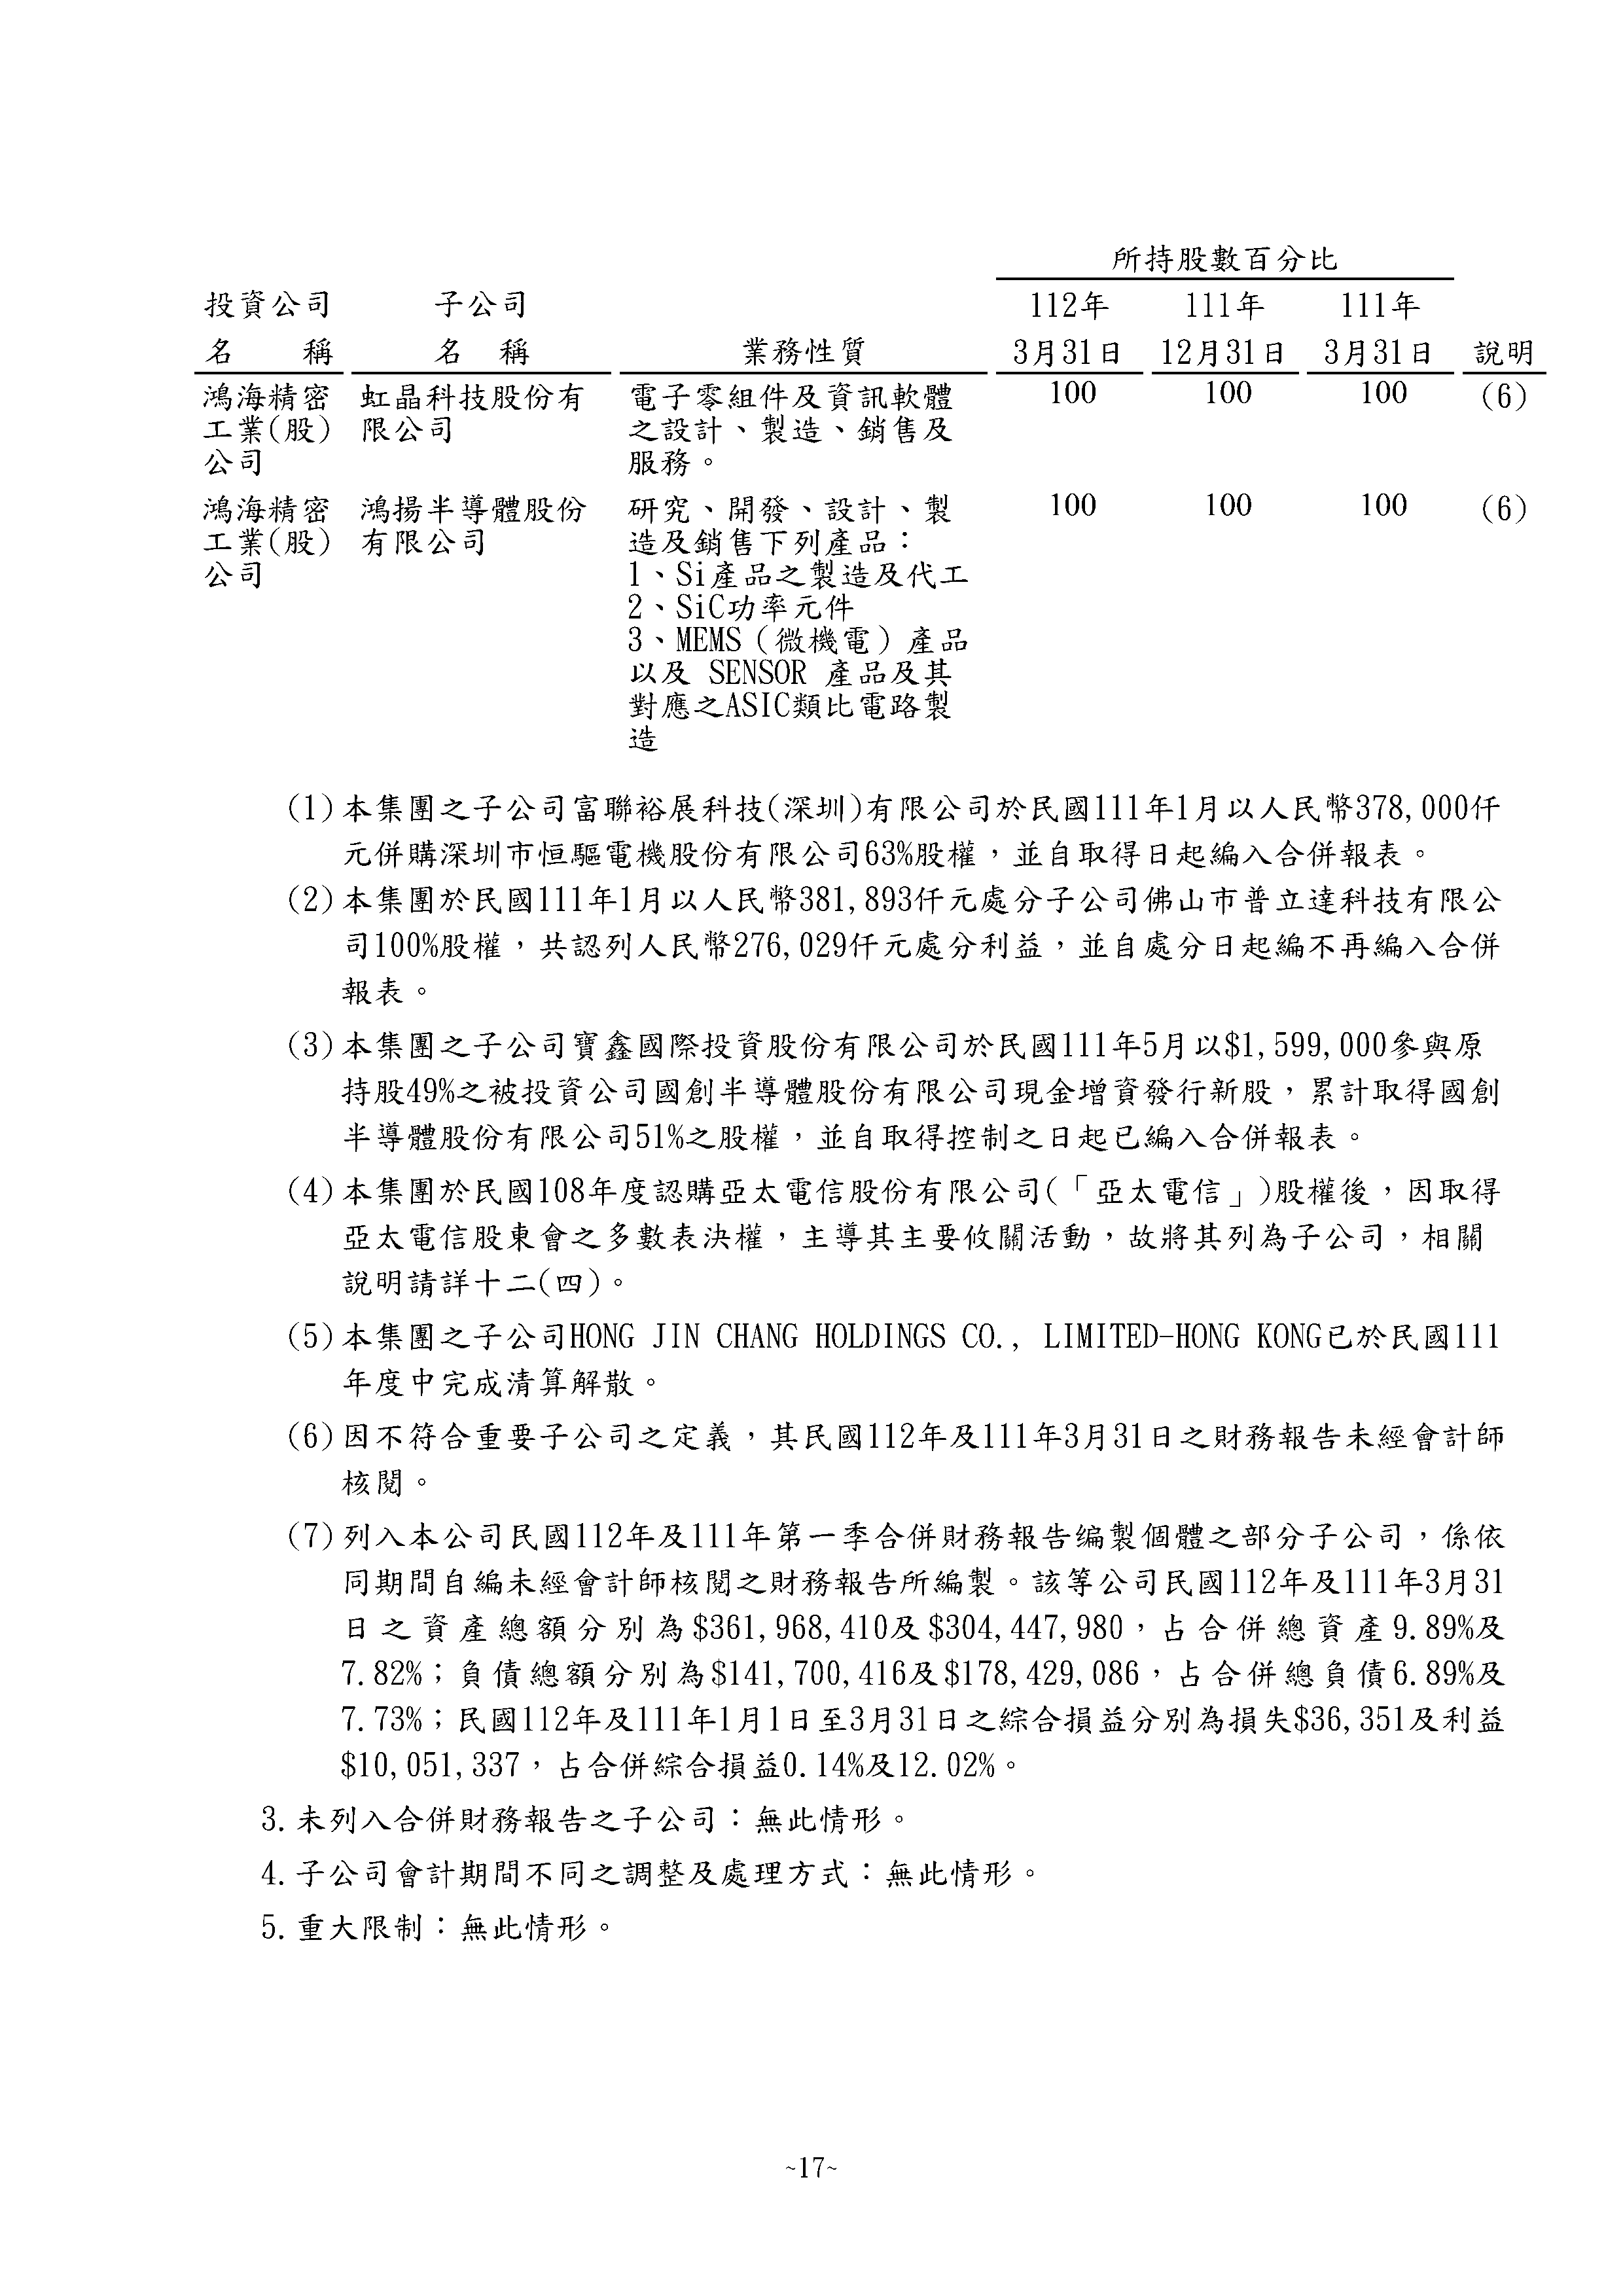 所持股數百分比
投資公司 子公司 112年 111年 111年
名 稱 名 稱 業務性質 3月31日 12月31日 3月31日 說明
鴻海精密 虹晶科技股份有 電子零組件及資訊軟體 100 100 100 (6)
工業(股) 限公司 之設計、製造、銷售及
公司 服務。
鴻海精密 鴻揚半導體股份 研究、開發、設計、製 100 100 100 (6)
工業(股) 有限公司 造及銷售下列產品：
公司 1、Si產品之製造及代工
2、SiC功率元件
3、MEMS（微機電）產品
以及 SENSOR 產品及其
對應之ASIC類比電路製
造
(1)本集團之子公司富聯裕展科技(深圳)有限公司於民國111年1月以人民幣378,000仟
元併購深圳市恒驅電機股份有限公司63%股權，並自取得日起編入合併報表。
(2)本集團於民國111年1月以人民幣381,893仟元處分子公司佛山市普立達科技有限公
司100%股權，共認列人民幣276,029仟元處分利益，並自處分日起編不再編入合併
報表。
(3)本集團之子公司寶鑫國際投資股份有限公司於民國111年5月以$1,599,000參與原
持股49%之被投資公司國創半導體股份有限公司現金增資發行新股，累計取得國創
半導體股份有限公司51%之股權，並自取得控制之日起已編入合併報表。
(4)本集團於民國108年度認購亞太電信股份有限公司(「亞太電信」)股權後，因取得
亞太電信股東會之多數表決權，主導其主要攸關活動，故將其列為子公司，相關
說明請詳十二(四)。
(5)本集團之子公司HONG JIN CHANG HOLDINGS CO., LIMITED-HONG KONG已於民國111
年度中完成清算解散。
(6)因不符合重要子公司之定義，其民國112年及111年3月31日之財務報告未經會計師
核閱。
(7)列入本公司民國112年及111年第一季合併財務報告編製個體之部分子公司，係依
同期間自編未經會計師核閱之財務報告所編製。該等公司民國112年及111年3月31
日之資產總額分別為$361,968,410及$304,447,980，占合併總資產9.89%及
7.82%；負債總額分別為$141,700,416及$178,429,086，占合併總負債6.89%及
7.73%；民國112年及111年1月1日至3月31日之綜合損益分別為損失$36,351及利益
$10,051,337，占合併綜合損益0.14%及12.02%。
3.未列入合併財務報告之子公司：無此情形。
4.子公司會計期間不同之調整及處理方式：無此情形。
5.重大限制：無此情形。
~17~